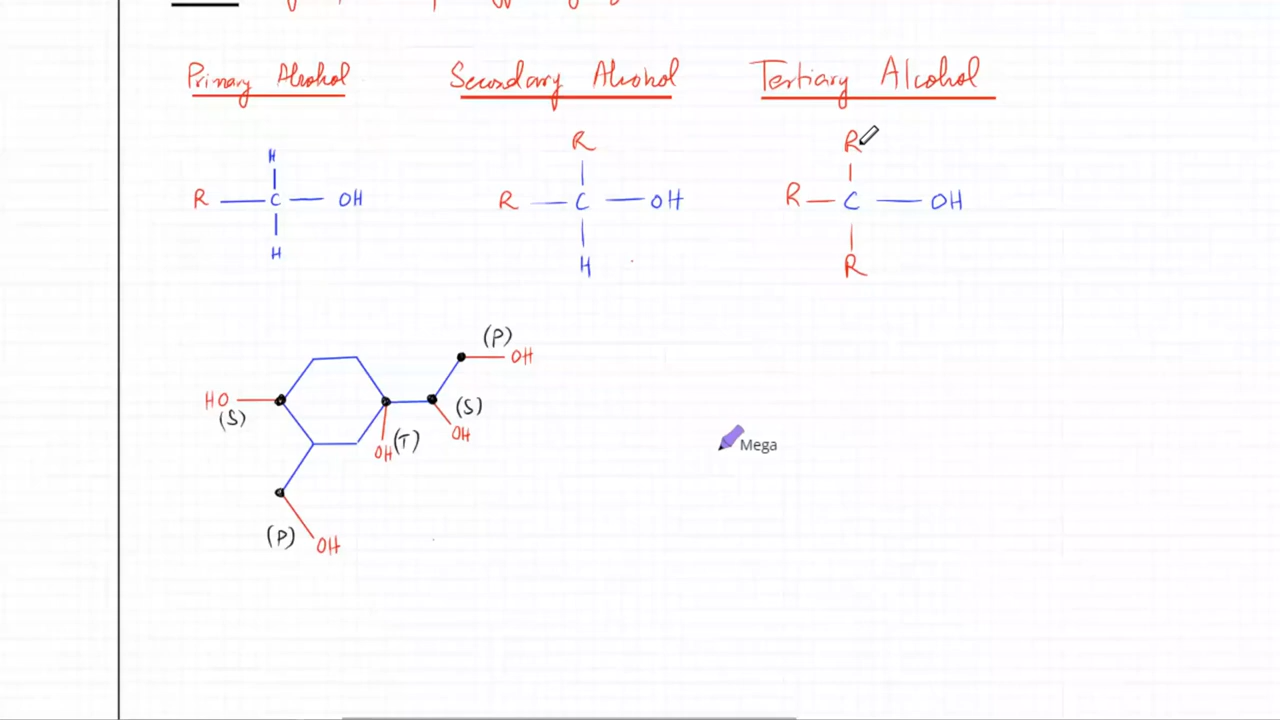 Primary Alcohol Secondary Alcohol Tertiary Alcohol
H R R
R C OH R C OH R C OH
H H R
(P)
OH
HO (S)
(S) OH
OH (T)
(P) OH
Mega